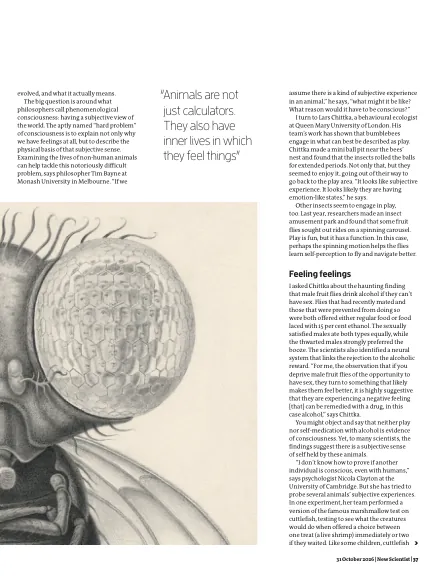 evolved, and what it actually means.
The big question is around what
philosophers call phenomenological
consciousness: having a subjective view of
the world. The aptly named "hard problem"
of consciousness is to explain not only why
we have feelings at all, but to describe the
physical basis of that subjective sense.
Examining the lives of non-human animals
can help tackle this notoriously difficult
problem, says philosopher Tim Bayne at
Monash University in Melbourne. "If we
"Animals are not
just calculators.
They also have
inner lives in which
they feel things"
assume there is a kind of subjective experience
in an animal," he says, "what might it be like?
What reason would it have to be conscious?"
I turn to Lars Chittka, a behavioural ecologist
at Queen Mary University of London. His
team's work has shown that bumblebees
engage in what can best be described as play.
Chittka made a mini ball pit near the bees'
nest and found that the insects rolled the balls
for extended periods. Not only that, but they
seemed to enjoy it, going out of their way to
go back to the play area. "It looks like subjective
experience. It looks likely they are having
emotion-like states," he says.
Other insects seem to engage in play,
too. Last year, researchers made an insect
amusement park and found that some fruit
flies sought out rides on a spinning carousel.
Play is fun, but it has a function. In this case,
perhaps the spinning motion helps the flies
learn self-perception to fly and navigate better.
Feeling feelings
I asked Chittka about the haunting finding
that male fruit flies drink alcohol if they can't
have sex. Flies that had recently mated and
those that were prevented from doing so
were both offered either regular food or food
laced with 15 per cent ethanol. The sexually
satisfied males ate both types equally, while
the thwarted males strongly preferred the
booze. The scientists also identified a neural
system that links the rejection to the alcoholic
reward. "For me, the observation that if you
deprive male fruit flies of the opportunity to
have sex, they turn to something that likely
makes them feel better, it is highly suggestive
that they are experiencing a negative feeling
[that] can be remedied with a drug, in this
case alcohol," says Chittka.
You might object and say that neither play
nor self-medication with alcohol is evidence
of consciousness. Yet, to many scientists, the
findings suggest there is a subjective sense
of self held by these animals.
"I don't know how to prove if another
individual is conscious, even with humans,"
says psychologist Nicola Clayton at the
University of Cambridge. But she has tried to
probe several animals' subjective experiences.
In one experiment, her team performed a
version of the famous marshmallow test on
cuttlefish, testing to see what the creatures
would do when offered a choice between
one treat (a live shrimp) immediately or two
if they waited. Like some children, cuttlefish
31 October 2026 | New Scientist | 37